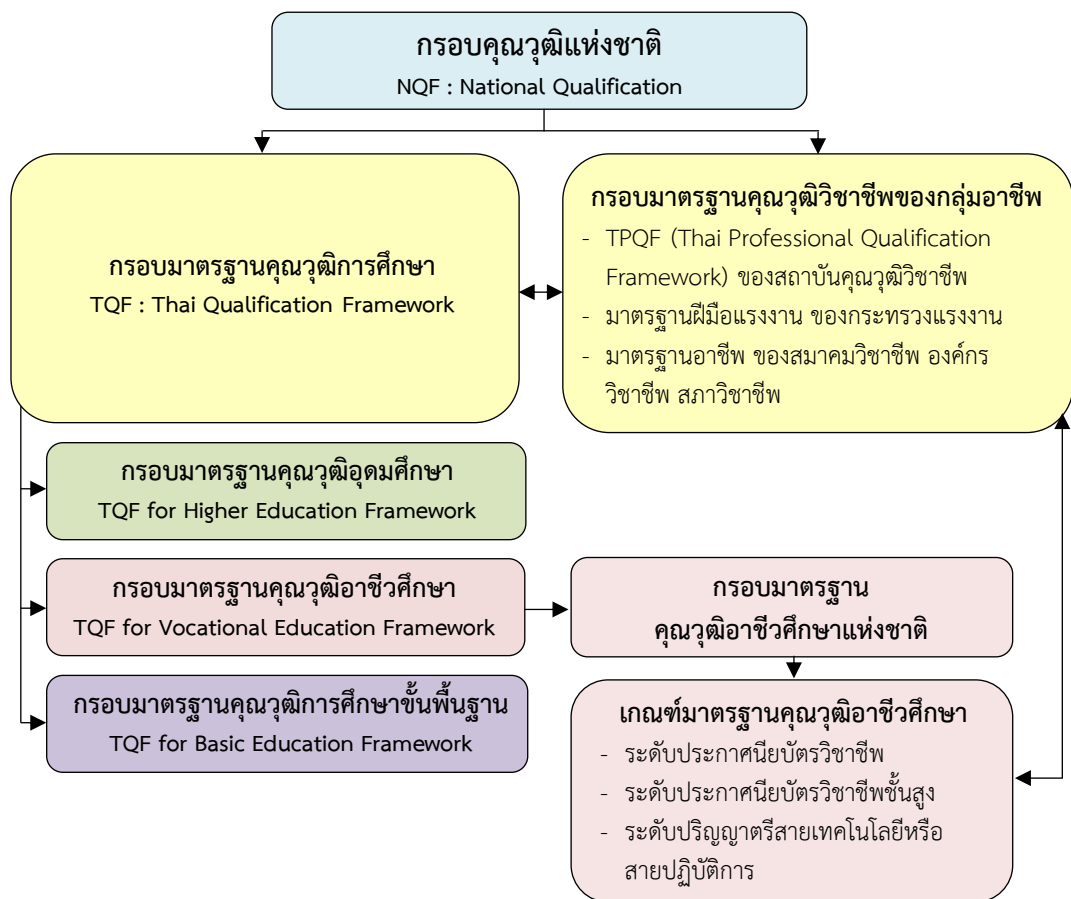 กรอบคุณวุฒิแห่งชาติ
NQF : National Qualification
กรอบมาตรฐานคุณวุฒิการศึกษา
TQF : Thai Qualification Framework
กรอบมาตรฐานคุณวุฒิวิชาชีพของกลุ่มอาชีพ
- TPQF (Thai Professional Qualification
Framework) ของสถาบันคุณวุฒิวิชาชีพ
- มาตรฐานฝีมือแรงงาน ของกระทรวงแรงงาน
- มาตรฐานอาชีพ ของสมาคมวิชาชีพ องค์กร
วิชาชีพ สภาวิชาชีพ
กรอบมาตรฐานคุณวุฒิอุดมศึกษา
TQF for Higher Education Framework
กรอบมาตรฐานคุณวุฒิอาชีวศึกษา
TQF for Vocational Education Framework
กรอบมาตรฐาน
คุณวุฒิอาชีวศึกษาแห่งชาติ
กรอบมาตรฐานคุณวุฒิการศึกษาขั้นพื้นฐาน
TQF for Basic Education Framework
เกณฑ์มาตรฐานคุณวุฒิอาชีวศึกษา
- ระดับประกาศนียบัตรวิชาชีพ
- ระดับประกาศนียบัตรวิชาชีพชั้นสูง
- ระดับปริญญาตรีสายเทคโนโลยีหรือ
สายปฏิบัติการ